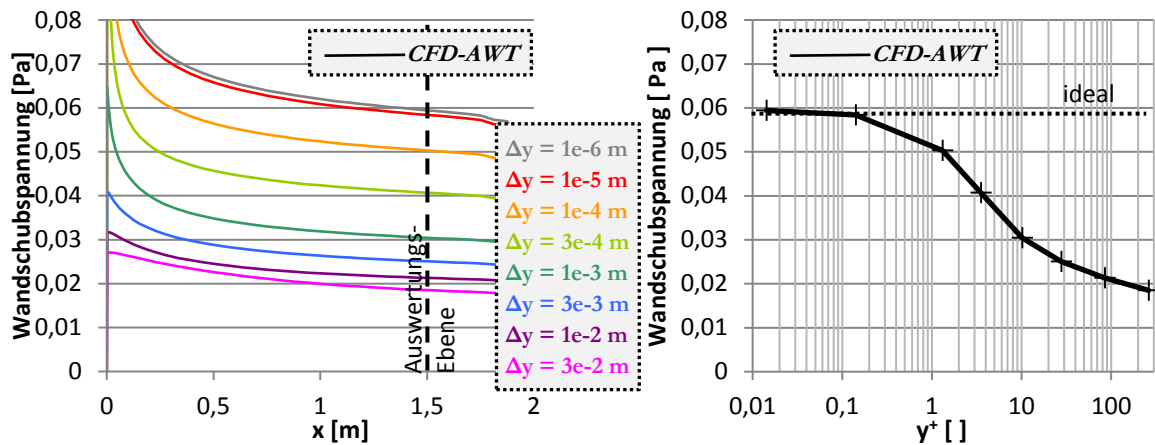 Wandschubspannung [Pa]
0,08
0,07
0,06
0,05
0,04
0,03
0,02
0,01
0
CFD-AWT
Δy = 1e-6 m
Δy = 1e-5 m
Δy = 1e-4 m
Δy = 3e-4 m
Δy = 1e-3 m
Δy = 3e-3 m
Δy = 1e-2 m
Δy = 3e-2 m
Auswertungs-
Ebene
0 0,5 1 1,5 2
x [m]
Wandschubspannung [ Pa ]
0,08
0,07
0,06
0,05
0,04
0,03
0,02
0,01
0
CFD-AWT
ideal
0,01 0,1 1 10 100
y⁺ [ ]